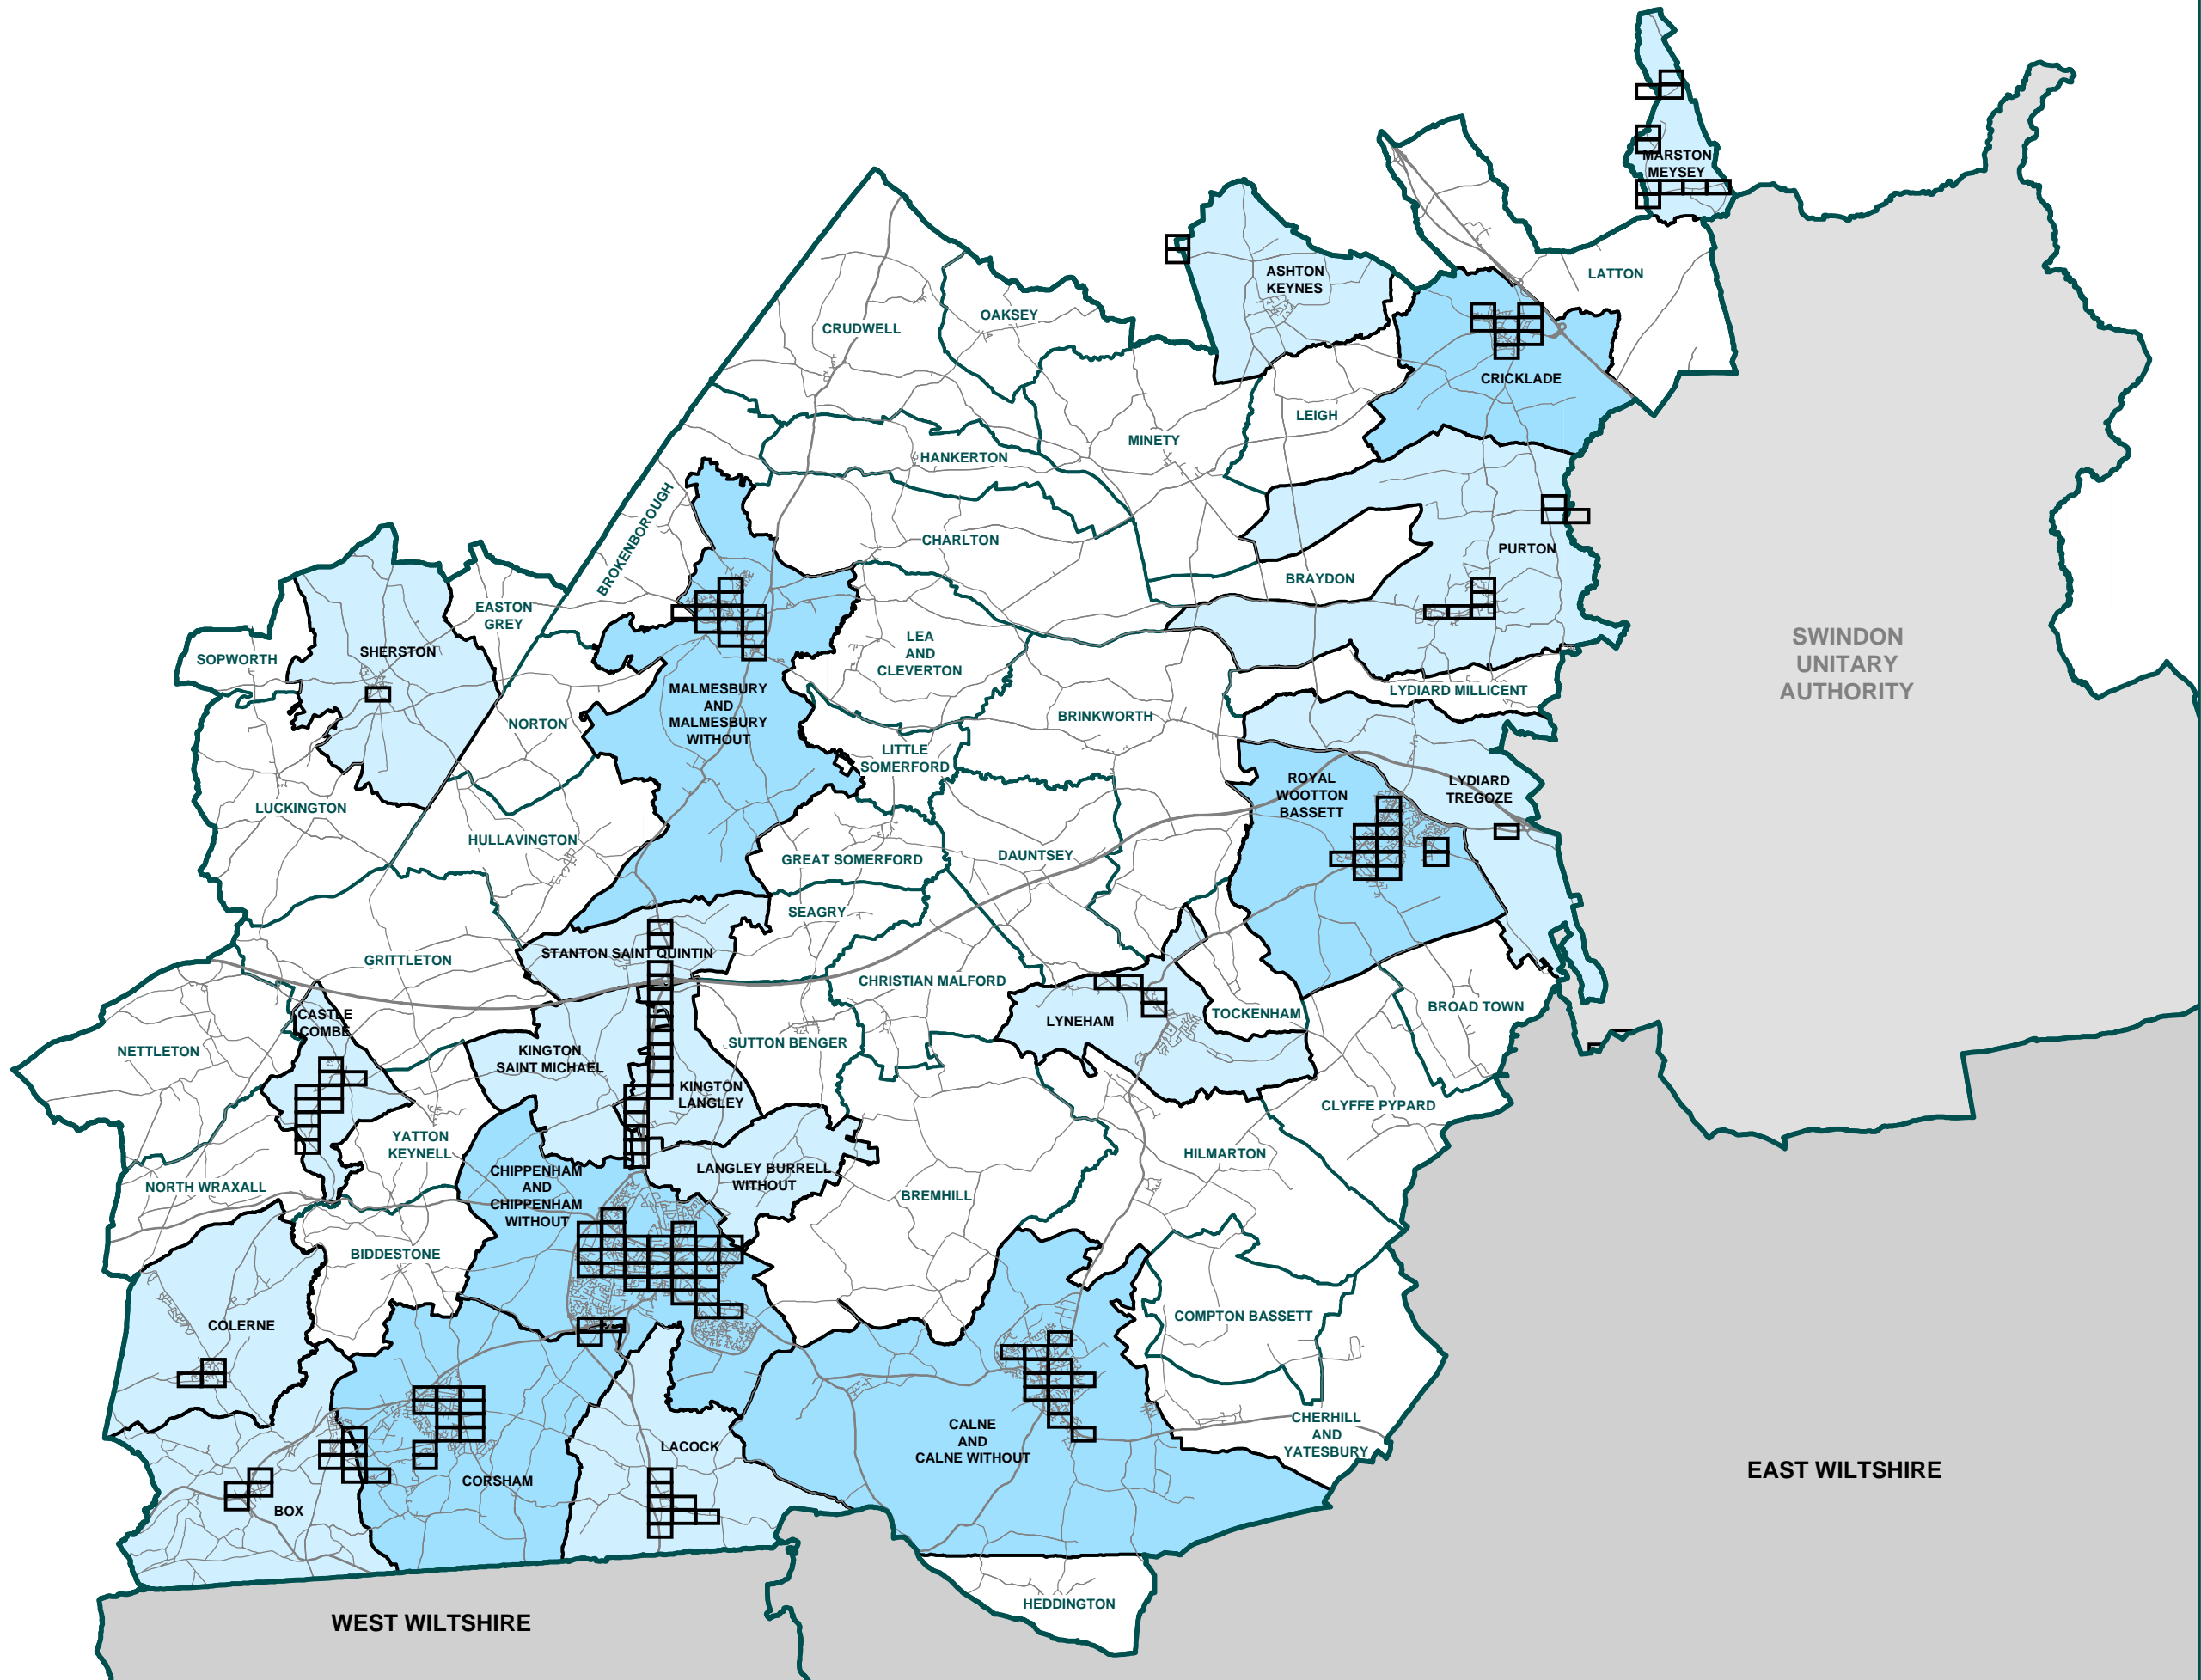 MARSTON
MEYSEY
LATTON
ASHTON
KEYNES
OAKSEY
CRUDWELL
CRICKLADE
LEIGH
MINETY
HANKERTON
BROKENBOROUGH
CHARLTON
PURTON
BRAYDON
EASTON
GREY
SHERSTON
SOPWORTH
LEA
AND
CLEVERTON
SWINDON
UNITARY
AUTHORITY
LYDIARD MILLICENT
MALMESBURY
AND
MALMESBURY
WITHOUT
NORTON
BRINKWORTH
LITTLE
SOMERFORD
ROYAL
WOOTTON
BASSETT
LYDIARD
TREGOZE
LUCKINGTON
HULLAVINGTON
GREAT SOMERFORD
DAUNTSEY
SEAGRY
STANTON SAINT QUINTIN
GRITTLETON
CHRISTIAN MALFORD
BROAD TOWN
TOCKENHAM
LYNEHAM
CASTLE
COMBE
NETTLETON
SUTTON BENGER
KINGTON
SAINT MICHAEL
KINGTON
LANGLEY
CLYFFE PYPARD
YATTON
KEYNELL
HILMARTON
CHIPPENHAM
AND
CHIPPENHAM
WITHOUT
LANGLEY BURRELL
WITHOUT
NORTH WRAXALL
BREMHILL
BIDDESTONE
COMPTON BASSETT
COLERNE
CHERHILL
AND
YATESBURY
CALNE
AND
CALNE WITHOUT
LACOCK
CORSHAM
EAST WILTSHIRE
BOX
HEDDINGTON
WEST WILTSHIRE